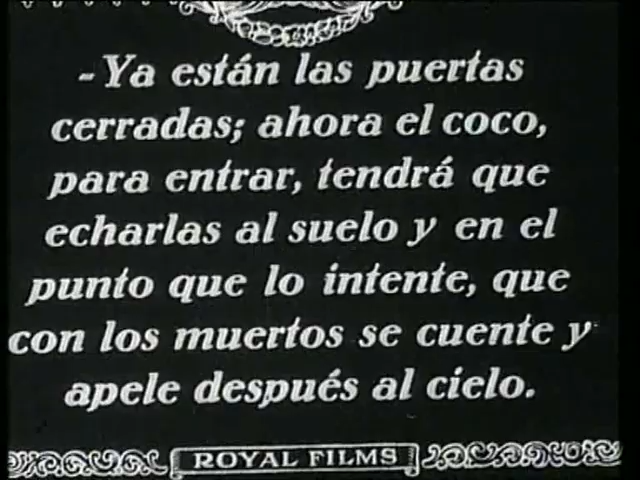 -Ya están las puertas
cerradas; ahora el coco,
para entrar, tendrá que
echarlas al suelo y en el
punto que lo intente, que
con los muertos se cuente y
apele después al cielo.
ROYAL FILMS